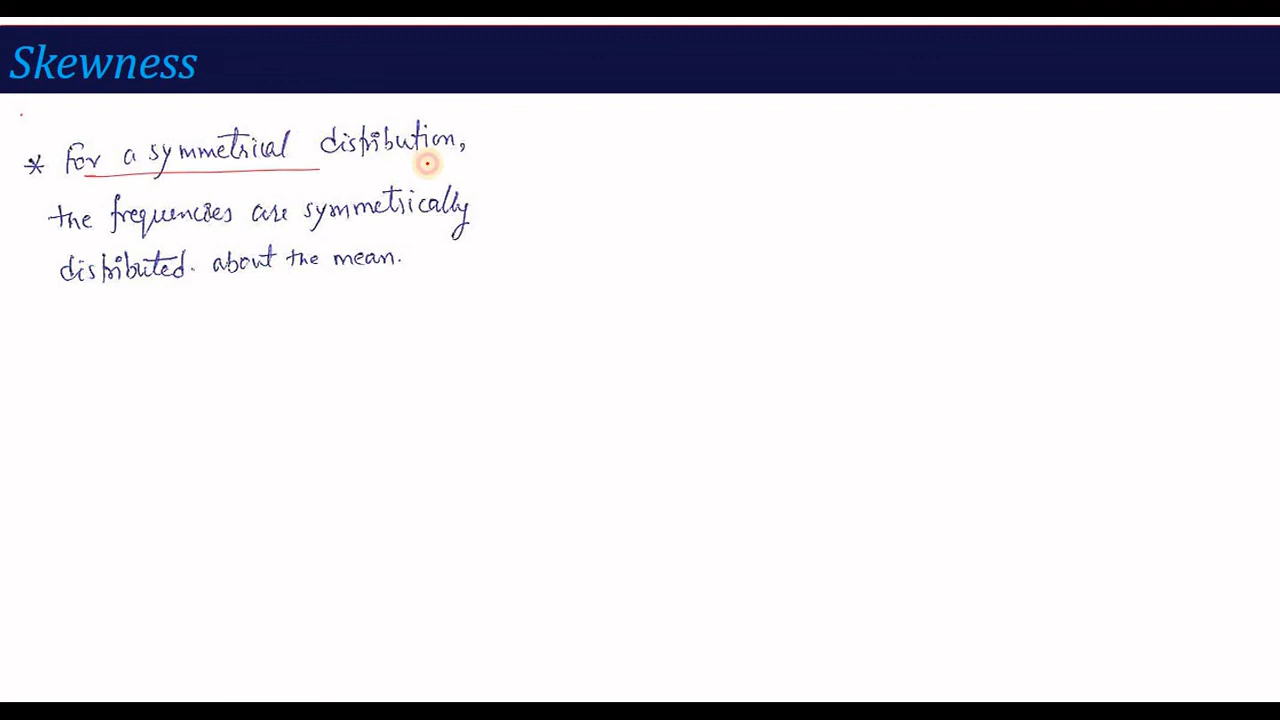 Skewness
* For a symmetrical distribution,
the frequencies are symmetrically
distributed. about the mean.